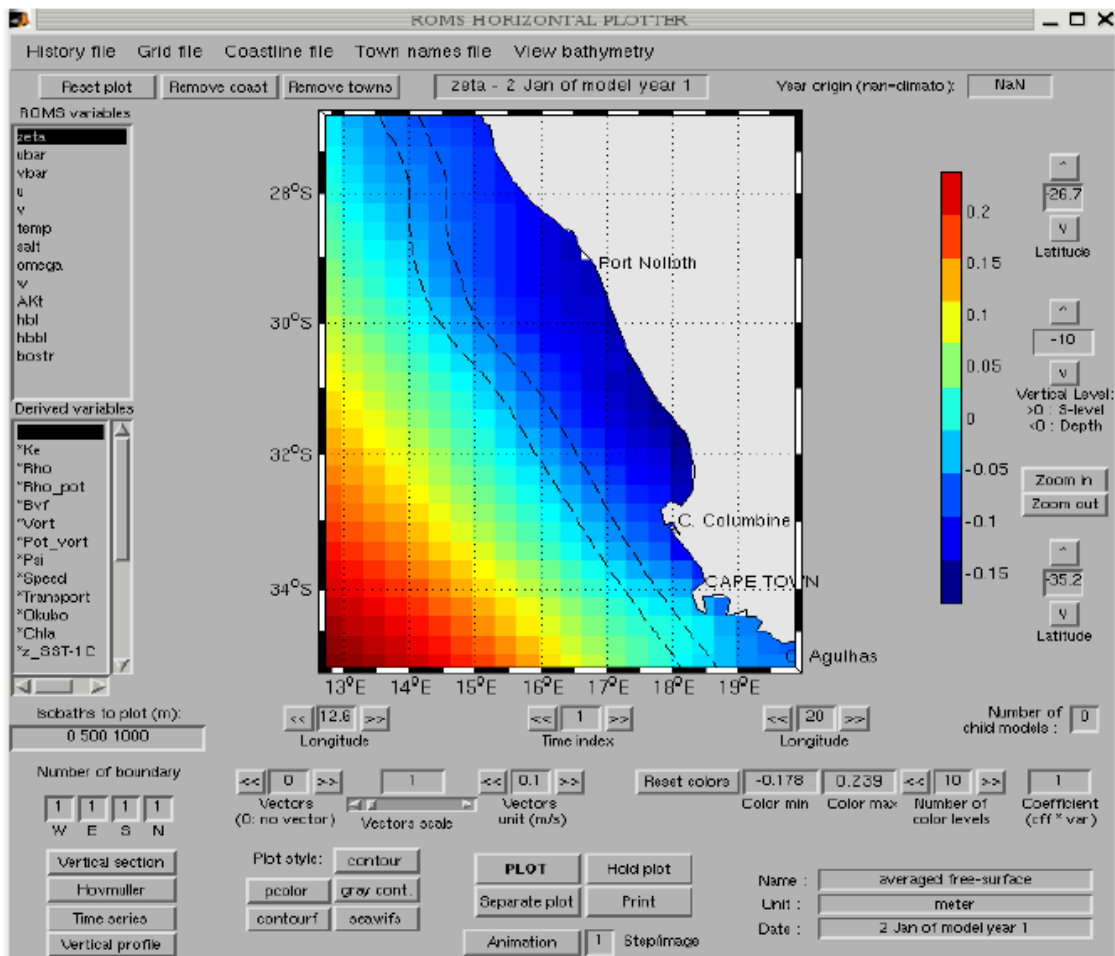 ROMS HORIZONTAL PLOTTER
History file Grid file Coastline file Town names file View bathymetry
Reset plot Remove coast Remove towns zeta - 2 Jan of model year 1 Year origin (nan=climato): NaN
ROMS variables
zeta
ubar
vbar
u
v
temp
salt
omega
w
AKt
hbl
hbbl
bostr
Derived variables
*Ke
*Rho
*Rho_pot
*Bvf
*Vort
*Pot_vort
*Psi
*Speed
*Transport
*Okubo
*Chla
*z_SST-1 C
28°S
30°S
32°S
34°S
Port Nolloth
C. Columbine
CAPE TOWN
C. Agulhas
13°E 14°E 15°E 16°E 17°E 18°E 19°E
0.2
0.15
0.1
0.05
0
-0.05
-0.1
-0.15
^
-26.7
v
Latitude
^
-10
v
Vertical Level:
>0 : S-level
<0 : Depth
Zoom in
Zoom out
^
-35.2
v
Latitude
Isobaths to plot (m):
0 500 1000
<< 12.6 >>
Longitude
<< 1 >>
Time index
<< 20 >>
Longitude
Number of
child models : 0
Number of boundary
1 1 1 1
W E S N
<< 0 >>
Vectors
(0: no vector)
1
Vectors scale
<< 0.1 >>
Vectors
unit (m/s)
Reset colors -0.178 0.239 << 10 >> 1
Color min Color max Number of
color levels
Coefficient
(cff * var)
Vertical section
Hovmuller
Time series
Vertical profile
Plot style: contour
pcolor gray cont.
contourf seawifs
PLOT Hold plot
Separate plot Print
Animation 1 Step/image
Name : averaged free-surface
Unit : meter
Date : 2 Jan of model year 1